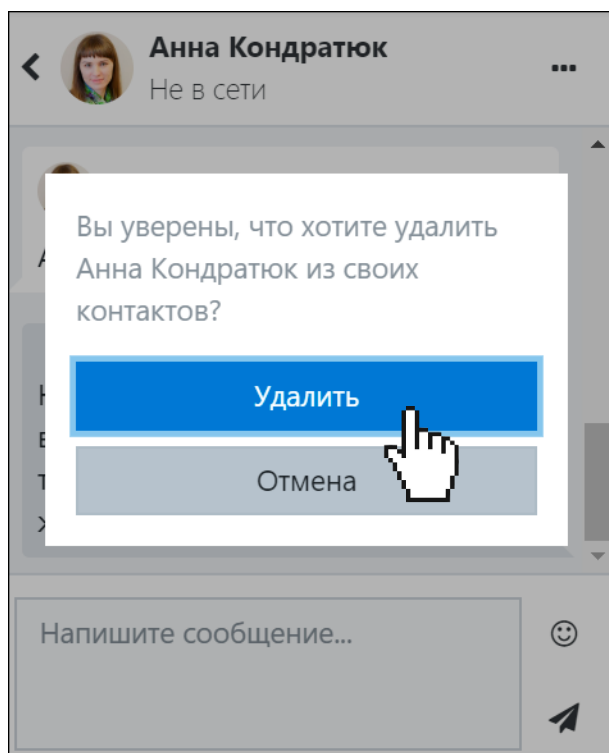 Анна Кондратюк
Не в сети
Вы уверены, что хотите удалить
Анна Кондратюк из своих
контактов?
Удалить
Отмена
Напишите сообщение...